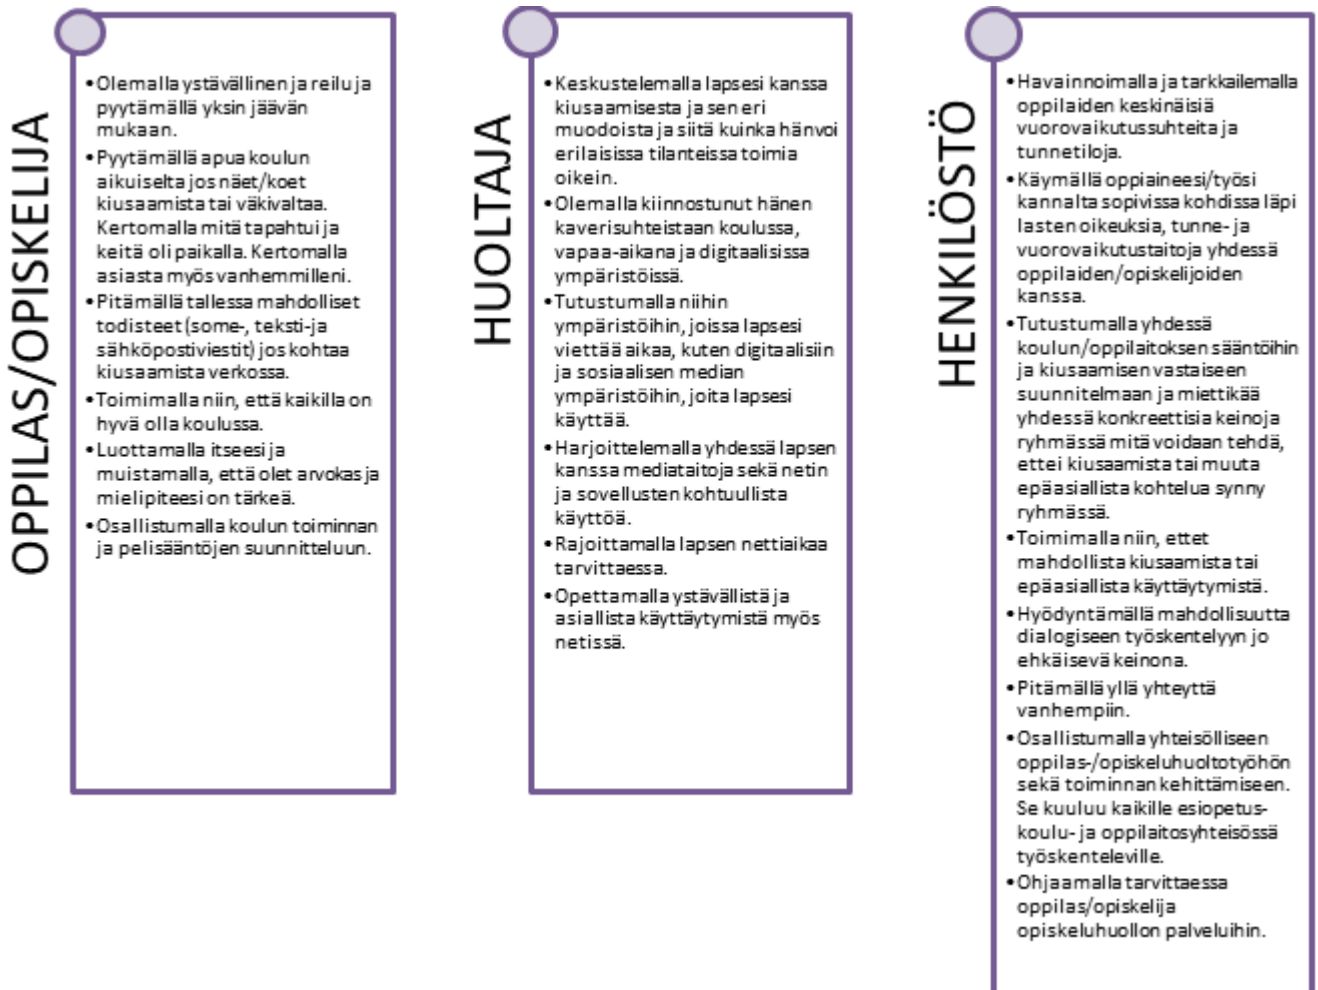 OPPILAS/OPISKELIJA
•Olemalla ystävällinen ja reilu ja
pyytämällä yksin jäävän
mukaan.
•Pyytämällä apua koulun
aikuiselta jos näet/koet
kiusaamista tai väkivaltaa.
Kertomalla mitä tapahtui ja
keitä oli paikalla. Kertomalla
asiasta myös vanhemmilleni.
•Pitämällä tallessa mahdolliset
todisteet (some-, teksti-ja
sähköpostiviestit) jos kohtaa
kiusaamista verkossa.
•Toimimalla niin, että kaikilla on
hyvä olla koulussa.
•Luottamalla itseesi ja
muistamalla, että olet arvokas ja
mielipiteesi on tärkeä.
•Osallistumalla koulun toiminnan
ja pelisääntöjen suunnitteluun.
HUOLTAJA
•Keskustelemalla lapsesi kanssa
kiusaamisesta ja sen eri
muodoista ja siitä kuinka hän voi
erilaisissa tilanteissa toimia
oikein.
•Olemalla kiinnostunut hänen
kaverisuhteistaan koulussa,
vapaa-aikana ja digitaalisissa
ympäristöissä.
•Tutustumalla niihin
ympäristöihin, joissa lapsesi
viettää aikaa, kuten digitaalisiin
ja sosiaalisen median
ympäristöihin, joita lapsesi
käyttää.
•Harjoittelemalla yhdessä lapsen
kanssa mediataitoja sekä netin
ja sovellusten kohtuullista
käyttöä.
•Rajoittamalla lapsen nettiaikaa
tarvittaessa.
•Opettamalla ystävällistä ja
asiallista käyttäytymistä myös
netissä.
HENKILÖSTÖ
•Havainnoimalla ja tarkkailemalla
oppilaiden keskinäisiä
vuorovaikutussuhteita ja
tunnetiloja.
•Käymällä oppiaineesi/työsi
kannalta sopivissa kohdissa läpi
lasten oikeuksia, tunne- ja
vuorovaikutustaitoja yhdessä
oppilaiden/opiskelijoiden
kanssa.
•Tutustumalla yhdessä
koulun/oppilaitoksen sääntöihin
ja kiusaamisen vastaiseen
suunnitelmaan ja miettikää
yhdessä konkreettisia keinoja
ryhmässä mitä voidaan tehdä,
ettei kiusaamista tai muuta
epäasiallista kohtelua synny
ryhmässä.
•Toimimalla niin, ettet
mahdollista kiusaamista tai
epäasiallista käyttäytymistä.
•Hyödyntämällä mahdollisuutta
dialogiseen työskentelyyn jo
ehkäisevä keinona.
•Pitämällä yllä yhteyttä
vanhempiin.
•Osallistumalla yhteisölliseen
oppilas-/opiskeluhuoltotyöhön
sekä toiminnan kehittämiseen.
Se kuuluu kaikille esiopetus-
koulu- ja oppilaitosyhteisössä
työskenteleville.
•Ohjaamalla tarvittaessa
oppilas/opiskelija
opiskeluhuollon palveluihin.